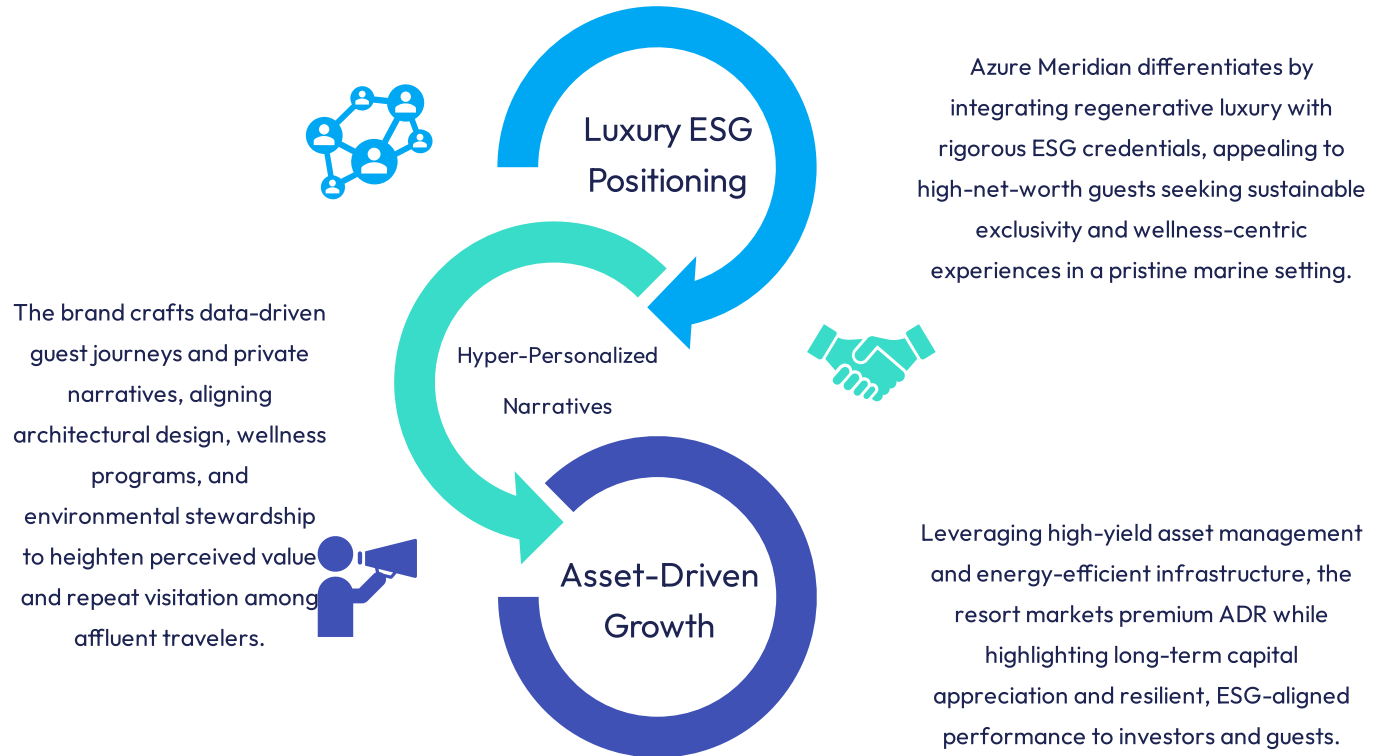 Luxury ESG
Positioning
Azure Meridian differentiates by
integrating regenerative luxury with
rigorous ESG credentials, appealing to
high-net-worth guests seeking sustainable
exclusivity and wellness-centric
experiences in a pristine marine setting.
The brand crafts data-driven
guest journeys and private
narratives, aligning
architectural design, wellness
programs, and
environmental stewardship
to heighten perceived value
and repeat visitation among
affluent travelers.
Hyper-Personalized
Narratives
Asset-Driven
Growth
Leveraging high-yield asset management
and energy-efficient infrastructure, the
resort markets premium ADR while
highlighting long-term capital
appreciation and resilient, ESG-aligned
performance to investors and guests.